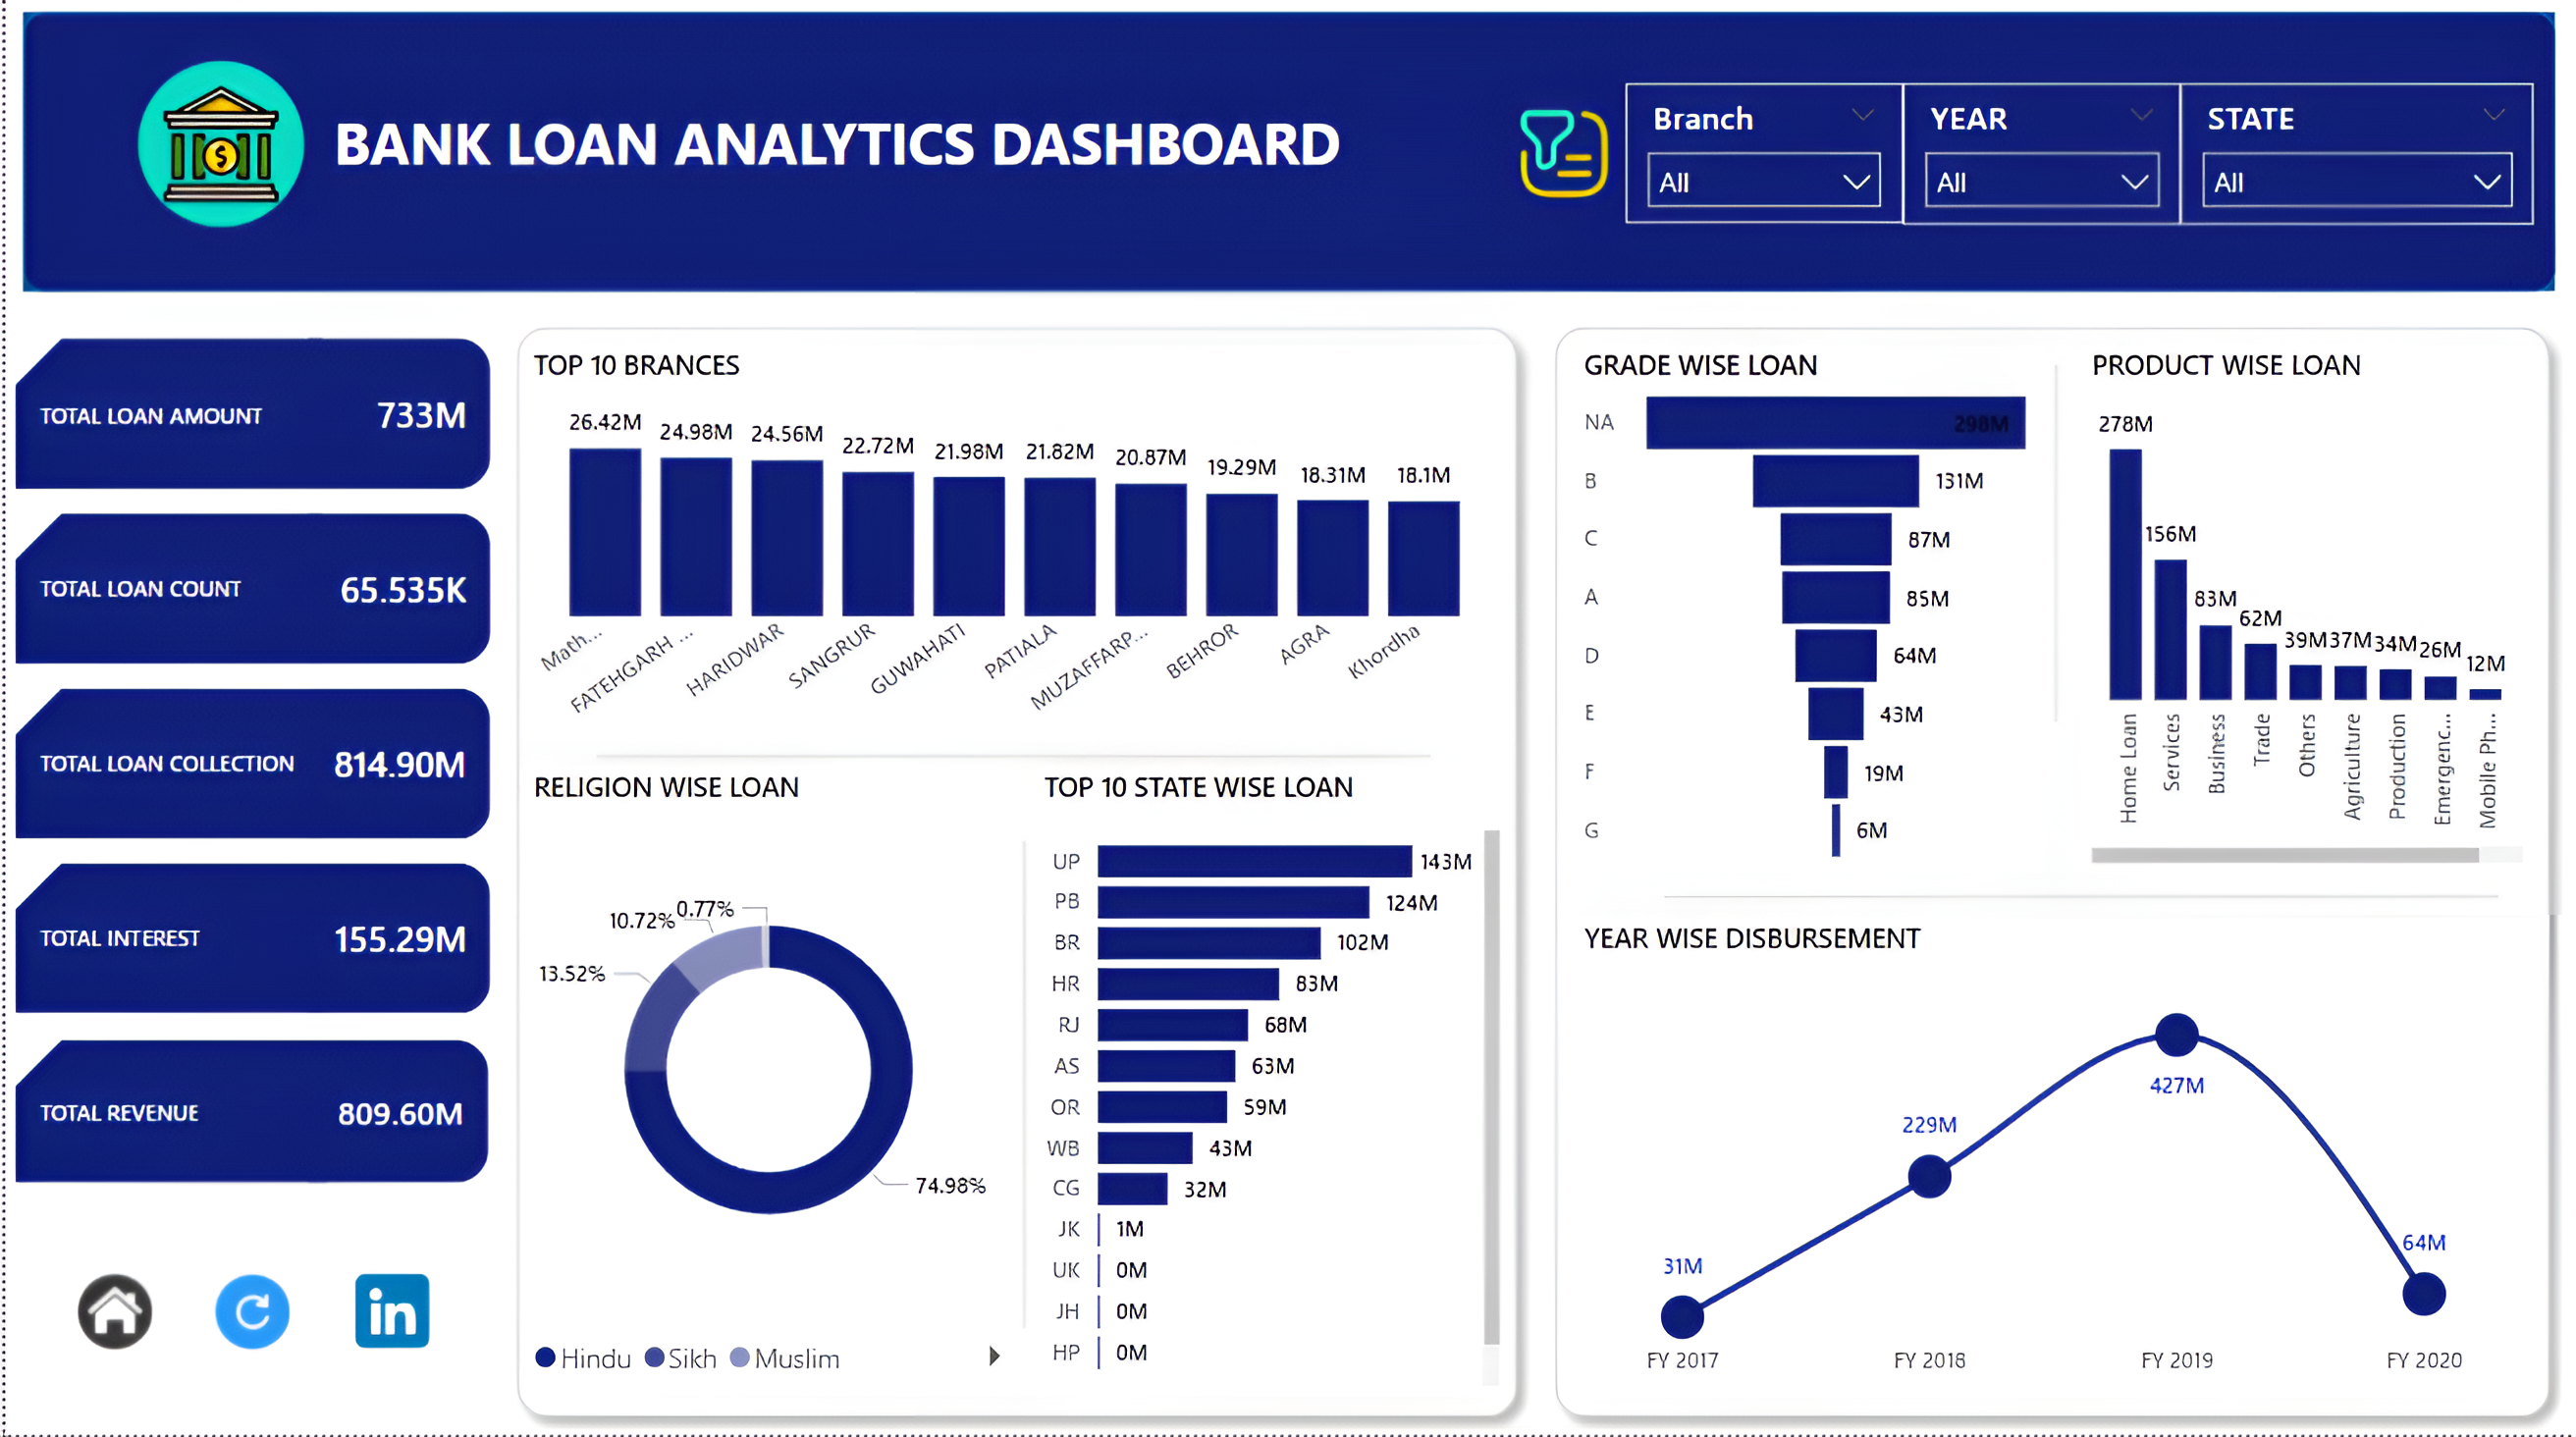 BANK LOAN ANALYTICS DASHBOARD
Branch
All
YEAR
All
STATE
All
TOTAL LOAN AMOUNT 733M
TOTAL LOAN COUNT 65.535K
TOTAL LOAN COLLECTION 814.90M
TOTAL INTEREST 155.29M
TOTAL REVENUE 809.60M
TOP 10 BRANCES
26.42M 24.98M 24.56M 22.72M 21.98M 21.82M 20.87M 19.29M 18.31M 18.1M
Math... FATEHGARH ... HARIDWAR SANGRUR GUWAHATI PATIALA MUZAFFARP... BEHROR AGRA Khordha
RELIGION WISE LOAN
0.77%
10.72%
13.52%
74.98%
Hindu Sikh Muslim
TOP 10 STATE WISE LOAN
UP 143M
PB 124M
BR 102M
HR 83M
RJ 68M
AS 63M
OR 59M
WB 43M
CG 32M
JK 1M
UK 0M
JH 0M
HP 0M
GRADE WISE LOAN
NA 298M
B 131M
C 87M
A 85M
D 64M
E 43M
F 19M
G 6M
PRODUCT WISE LOAN
278M 156M 83M 62M 39M 37M 34M 26M 12M
Home Loan Services Business Trade Others Agriculture Production Emergenc... Mobile Ph...
YEAR WISE DISBURSEMENT
31M 229M 427M 64M
FY 2017 FY 2018 FY 2019 FY 2020
in